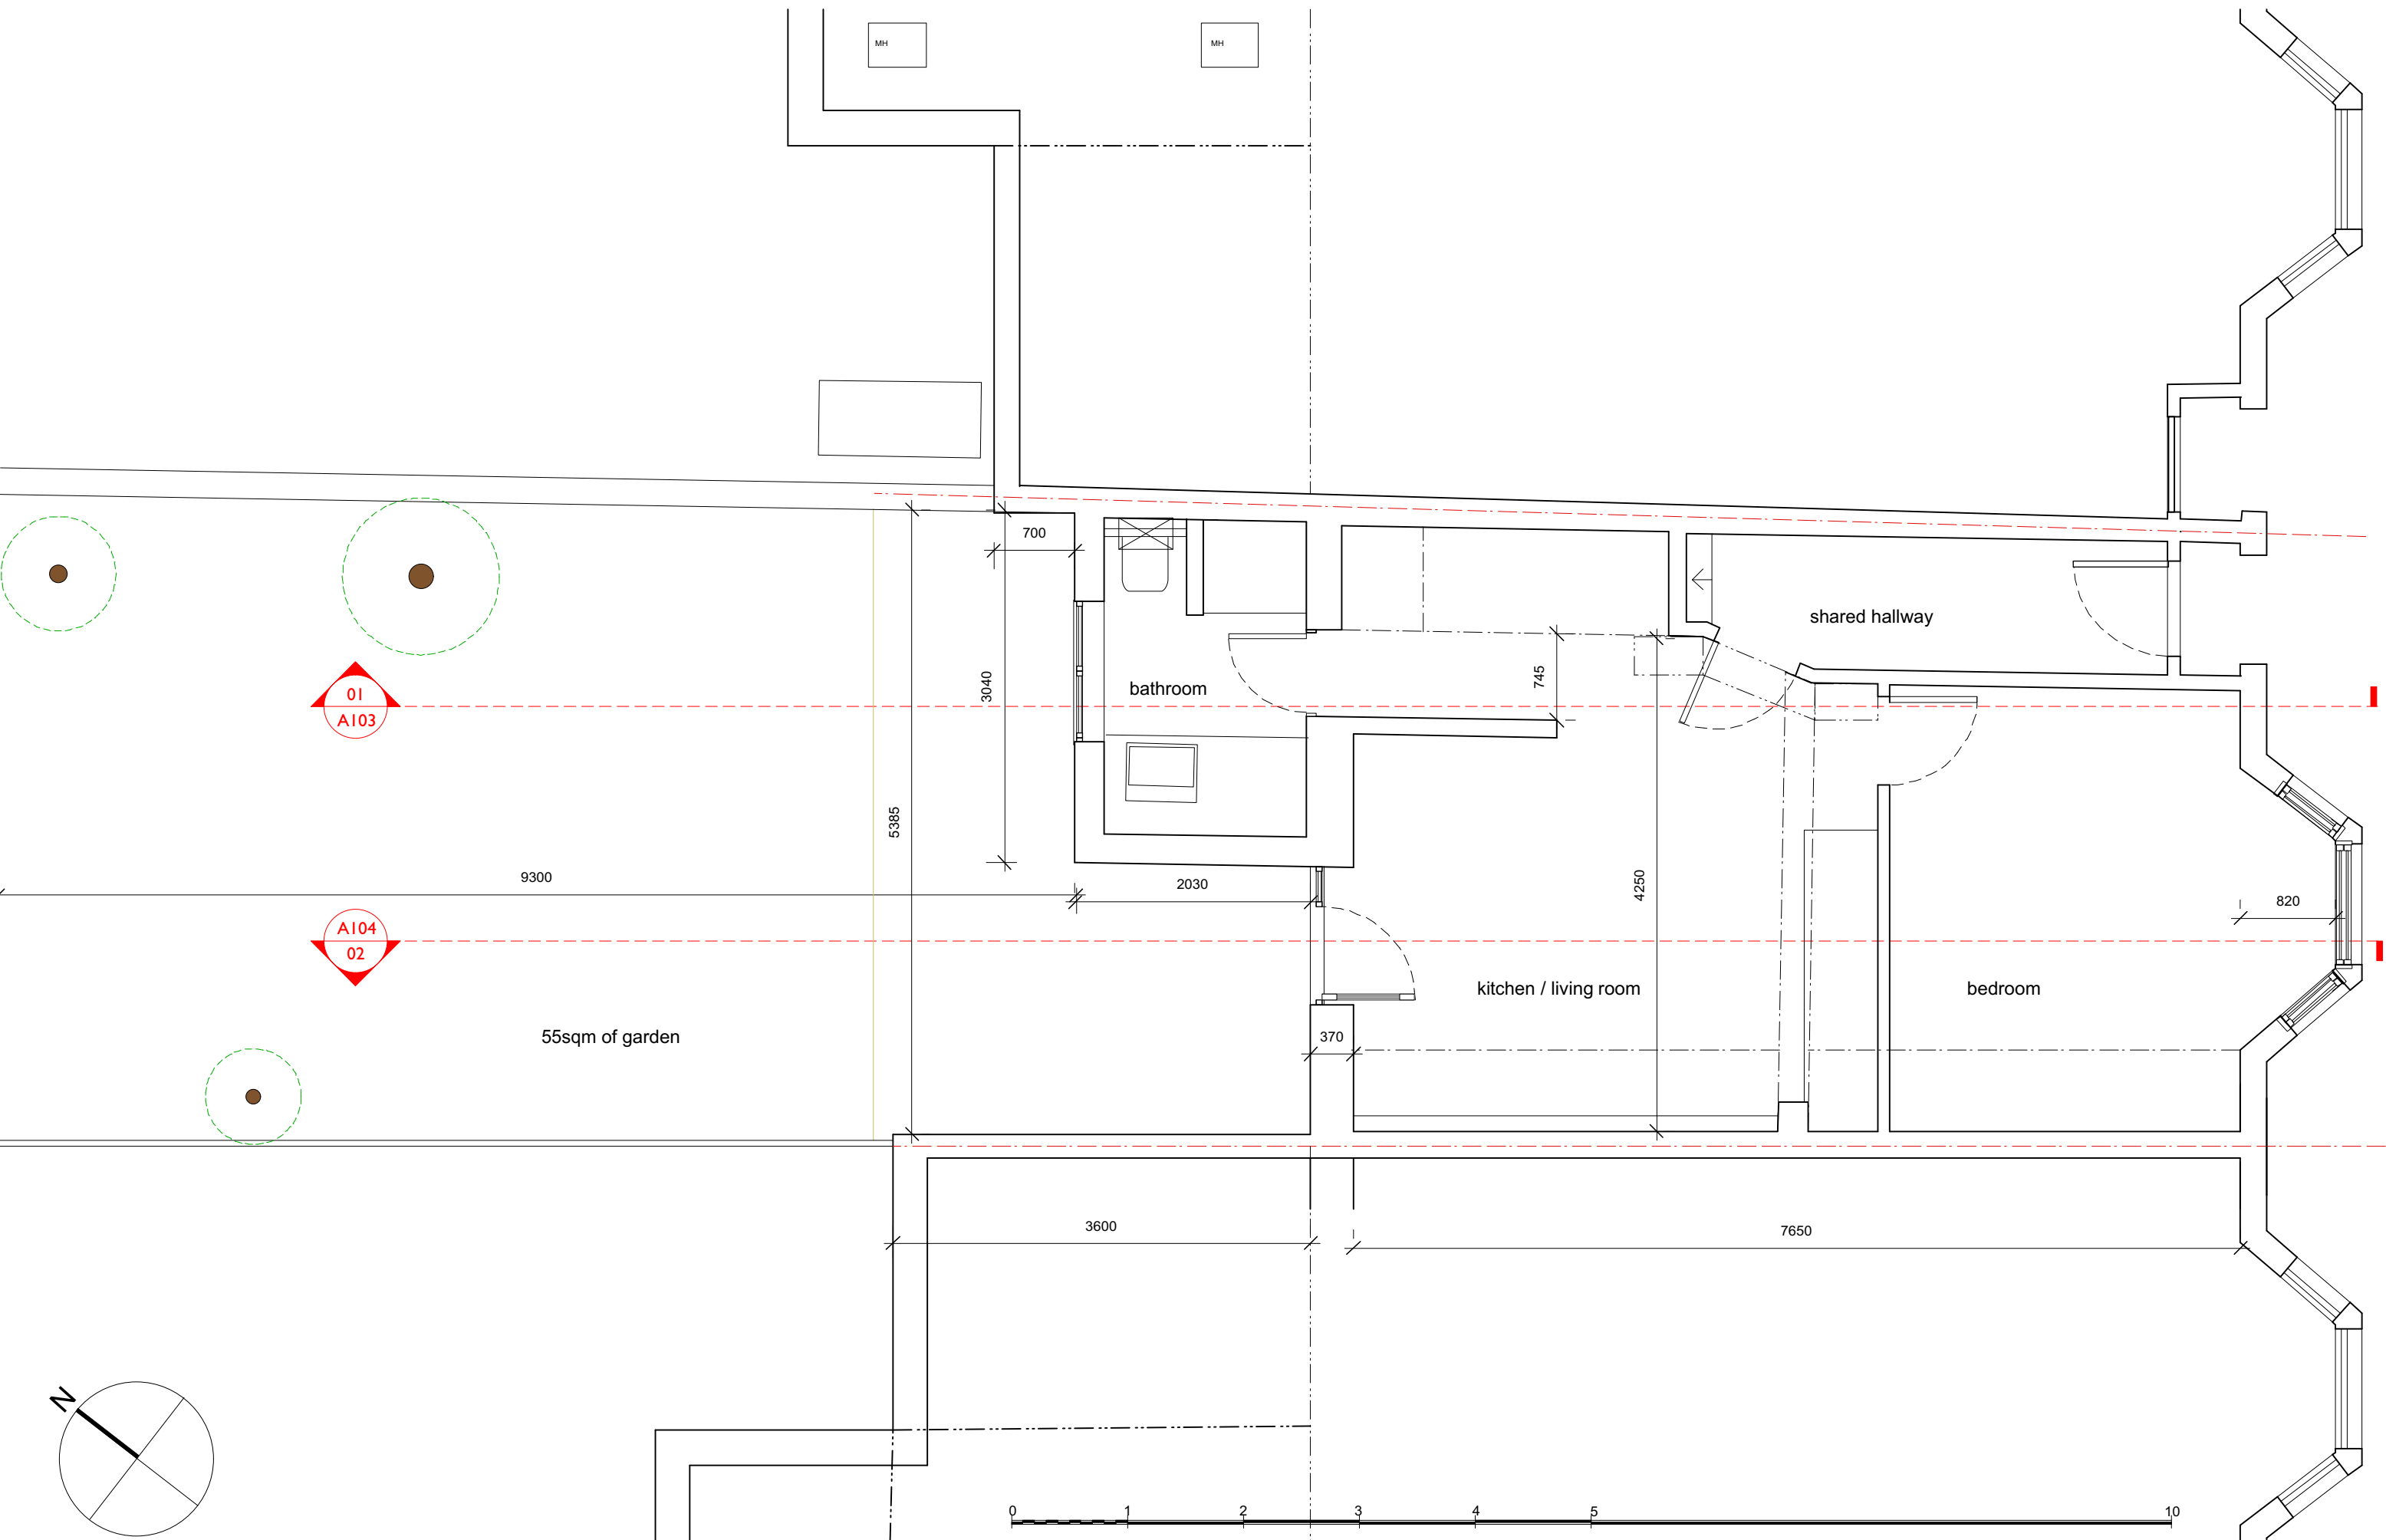 MH
MH
700
shared hallway
01
A103
3040
bathroom
745
5385
9300
2030
4250
820
A104
02
kitchen / living room
bedroom
55sqm of garden
370
3600
7650
N
0 1 2 3 4 5 10